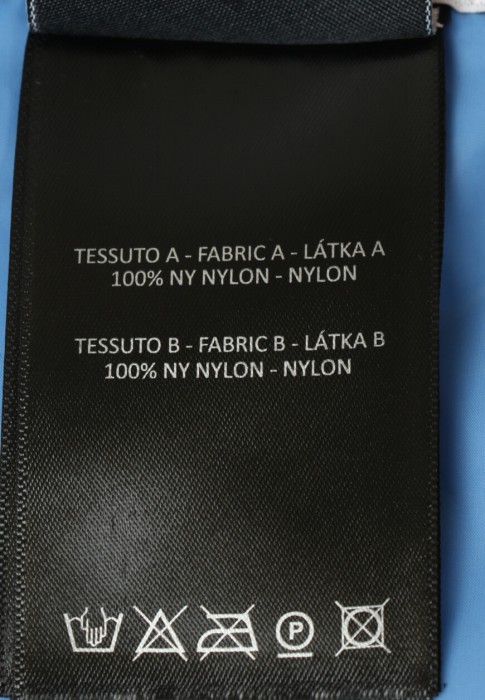 TESSUTO A - FABRIC A - LÁTKA A
100% NY NYLON - NYLON
TESSUTO B - FABRIC B - LÁTKA B
100% NY NYLON - NYLON
P